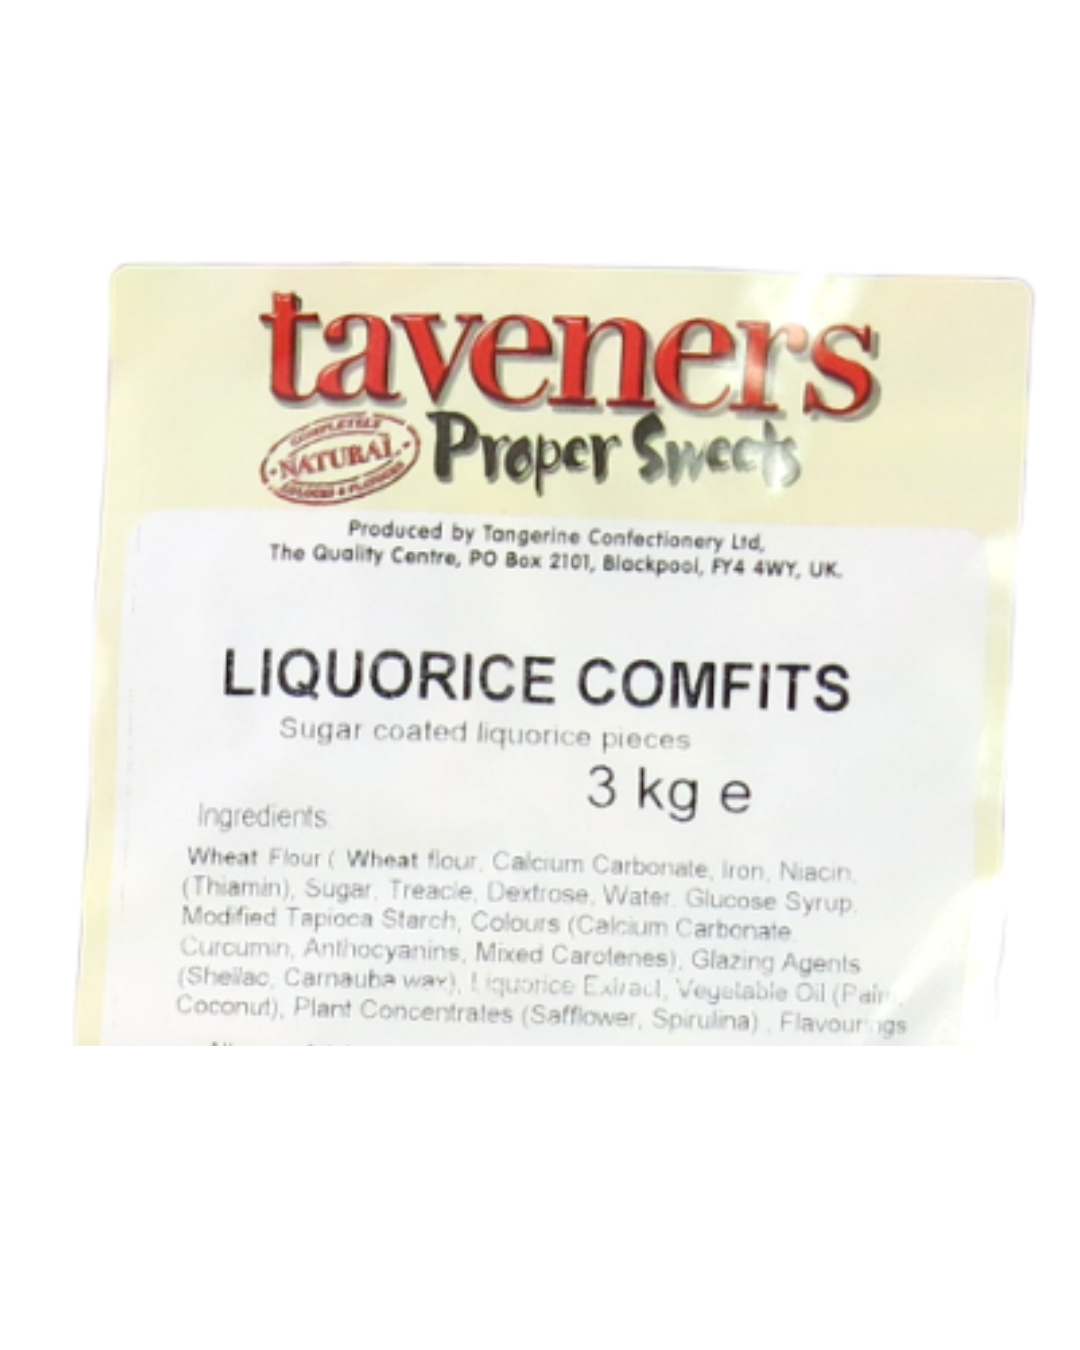 taveners
COMPLETELY
NATURAL
COLOURS & FLAVOURS
Proper Sweets
Produced by Tangerine Confectionery Ltd,
The Quality Centre, PO Box 2101, Blackpool, FY4 4WY, UK.
LIQUORICE COMFITS
Sugar coated liquorice pieces
3 kg e
Ingredients:
Wheat Flour ( Wheat flour, Calcium Carbonate, Iron, Niacin,
(Thiamin), Sugar, Treacle, Dextrose, Water, Glucose Syrup,
Modified Tapioca Starch, Colours (Calcium Carbonate
Curcumin, Anthocyanins, Mixed Carotenes), Glazing Agents
(Shellac, Carnauba wax), Liquorice Extract, Vegetable Oil (Palm,
Coconut), Plant Concentrates (Safflower, Spirulina) , Flavourings